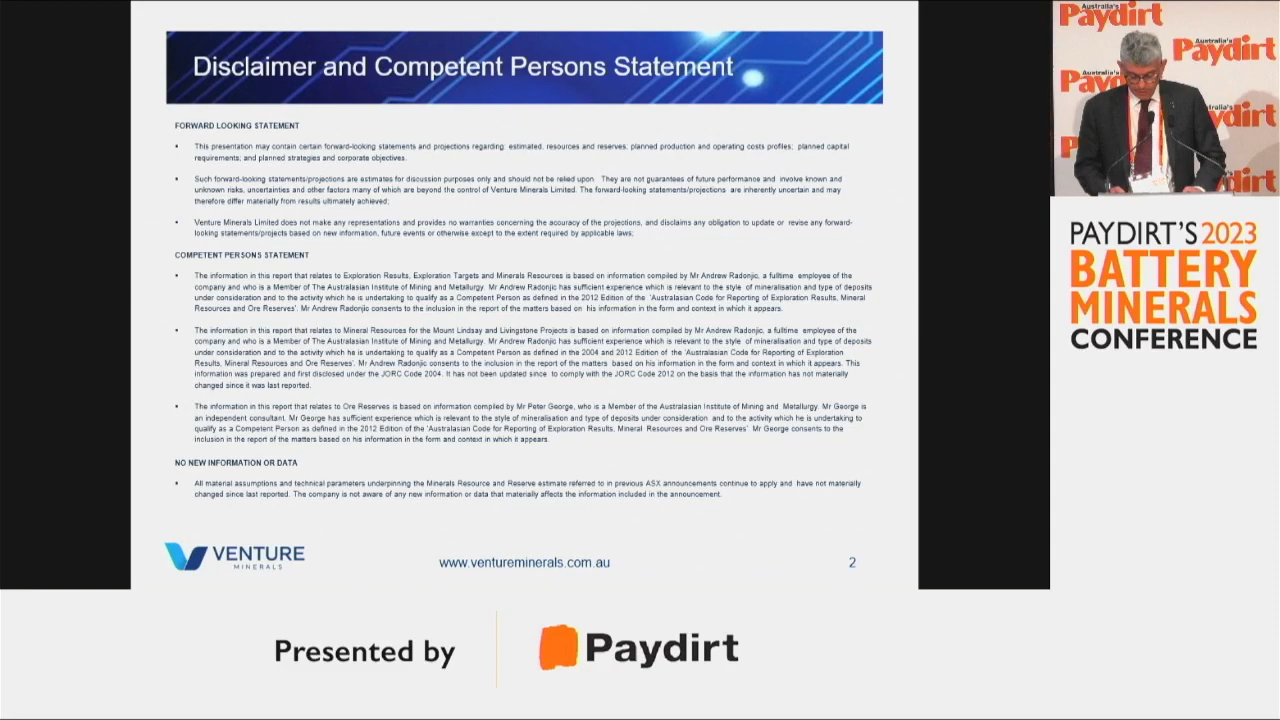 Disclaimer and Competent Persons Statement
FORWARD LOOKING STATEMENT
▪ This presentation may contain certain forward-looking statements and projections regarding: estimated, resources and reserves; planned production and operating costs profiles; planned capital
requirements; and planned strategies and corporate objectives.
▪ Such forward-looking statements/projections are estimates for discussion purposes only and should not be relied upon. They are not guarantees of future performance and involve known and
unknown risks, uncertainties and other factors many of which are beyond the control of Venture Minerals Limited. The forward-looking statements/projections are inherently uncertain and may
therefore differ materially from results ultimately achieved;
▪ Venture Minerals Limited does not make any representations and provides no warranties concerning the accuracy of the projections, and disclaims any obligation to update or revise any forward-
looking statements/projects based on new information, future events or otherwise except to the extent required by applicable laws;
COMPETENT PERSONS STATEMENT
▪ The information in this report that relates to Exploration Results, Exploration Targets and Minerals Resources is based on information compiled by Mr Andrew Radonjic, a fulltime employee of the
company and who is a Member of The Australasian Institute of Mining and Metallurgy. Mr Andrew Radonjic has sufficient experience which is relevant to the style of mineralisation and type of deposits
under consideration and to the activity which he is undertaking to qualify as a Competent Person as defined in the 2012 Edition of the 'Australasian Code for Reporting of Exploration Results, Mineral
Resources and Ore Reserves'. Mr Andrew Radonjic consents to the inclusion in the report of the matters based on his information in the form and context in which it appears.
▪ The information in this report that relates to Mineral Resources for the Mount Lindsay and Livingstone Projects is based on information compiled by Mr Andrew Radonjic, a fulltime employee of the
company and who is a Member of The Australasian Institute of Mining and Metallurgy. Mr Andrew Radonjic has sufficient experience which is relevant to the style of mineralisation and type of deposits
under consideration and to the activity which he is undertaking to qualify as a Competent Person as defined in the 2004 and 2012 Edition of the 'Australasian Code for Reporting of Exploration
Results, Mineral Resources and Ore Reserves'. Mr Andrew Radonjic consents to the inclusion in the report of the matters based on his information in the form and context in which it appears. This
information was prepared and first disclosed under the JORC Code 2004. It has not been updated since to comply with the JORC Code 2012 on the basis that the information has not materially
changed since it was last reported.
▪ The information in this report that relates to Ore Reserves is based on information compiled by Mr Peter George, who is a Member of the Australasian Institute of Mining and Metallurgy. Mr George is
an independent consultant. Mr George has sufficient experience which is relevant to the style of mineralisation and type of deposits under consideration and to the activity which he is undertaking to
qualify as a Competent Person as defined in the 2012 Edition of the 'Australasian Code for Reporting of Exploration Results, Mineral Resources and Ore Reserves'. Mr George consents to the
inclusion in the report of the matters based on his information in the form and context in which it appears.
NO NEW INFORMATION OR DATA
▪ All material assumptions and technical parameters underpinning the Minerals Resource and Reserve estimate referred to in previous ASX announcements continue to apply and have not materially
changed since last reported. The company is not aware of any new information or data that materially affects the information included in the announcement.
VENTURE
MINERALS
www.ventureminerals.com.au
2
Australia's
Paydirt
Australia's
Paydirt
Australia's
Payd
Australia's
dirt
dirt
PAYDIRT'S 2023
BATTERY
MINERALS
CONFERENCE
Presented by
Paydirt